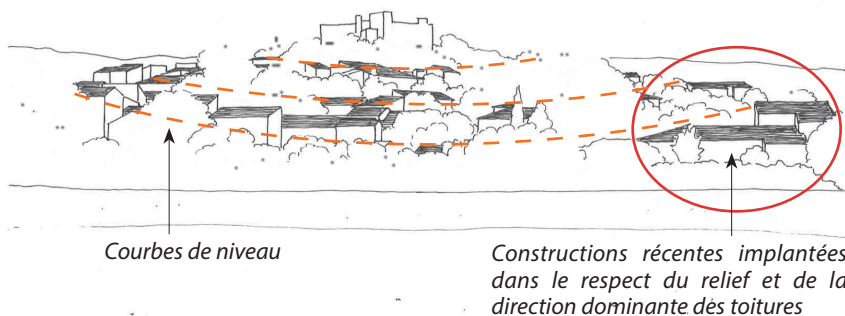 Courbes de niveau
Constructions récentes implantées
dans le respect du relief et de la
direction dominante des toitures